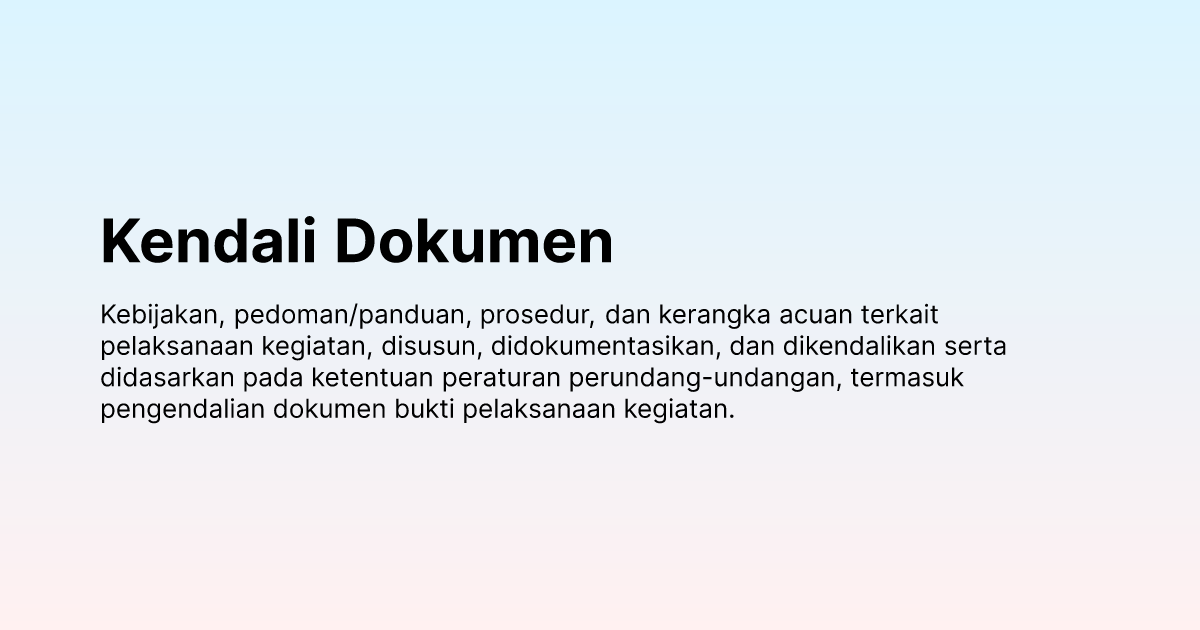 Kendali Dokumen
Kebijakan, pedoman/panduan, prosedur, dan kerangka acuan terkait
pelaksanaan kegiatan, disusun, didokumentasikan, dan dikendalikan serta
didasarkan pada ketentuan peraturan perundang-undangan, termasuk
pengendalian dokumen bukti pelaksanaan kegiatan.